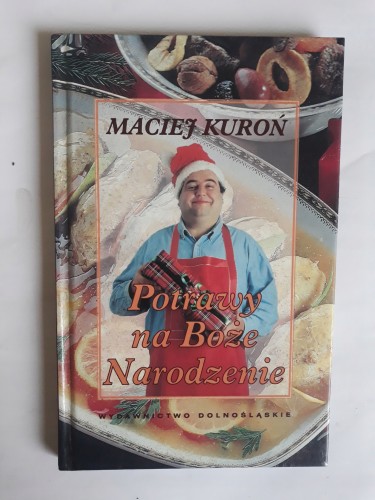 MACIEJ KUROŃ
Potrawy
na Boże
Narodzenie
WYDAWNICTWO DOLNOŚLĄSKIE